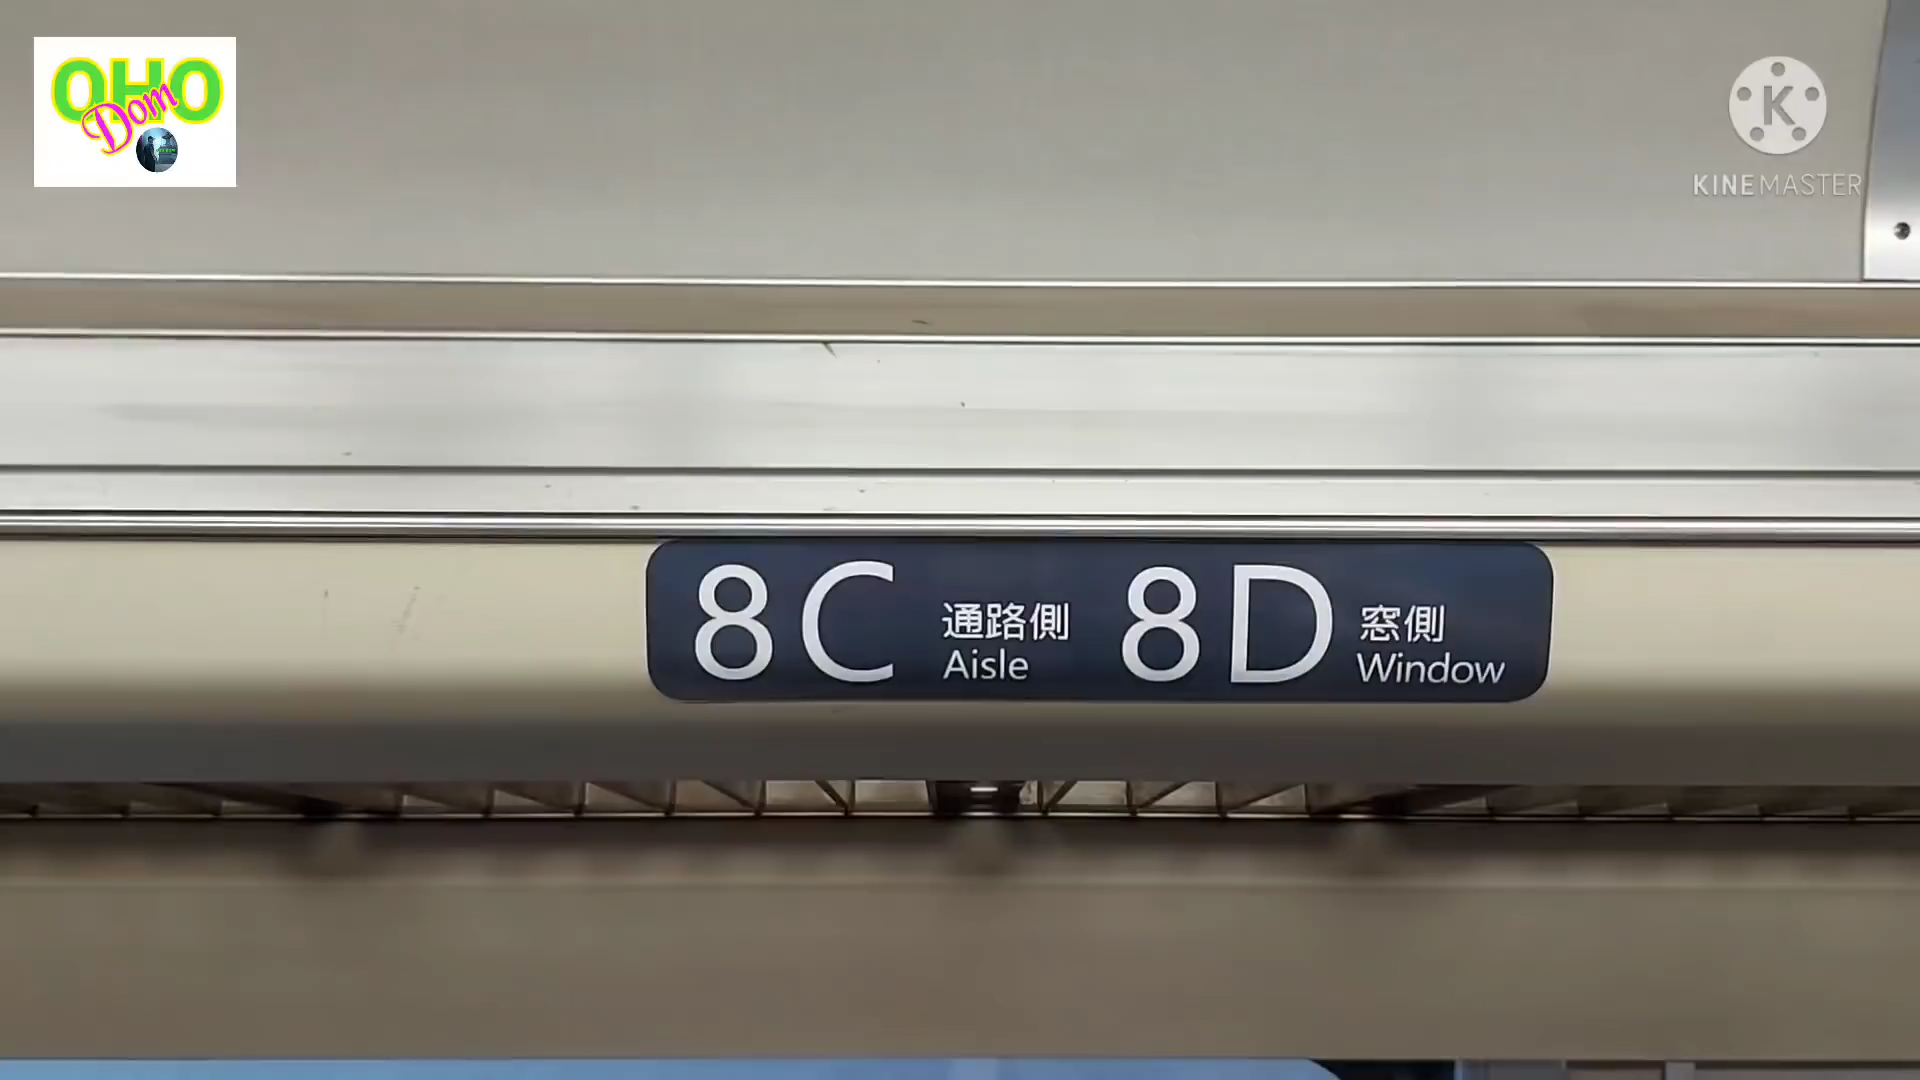 OHO
Dom
K
KINEMASTER
8C 通路側 8D 窓側
Aisle Window